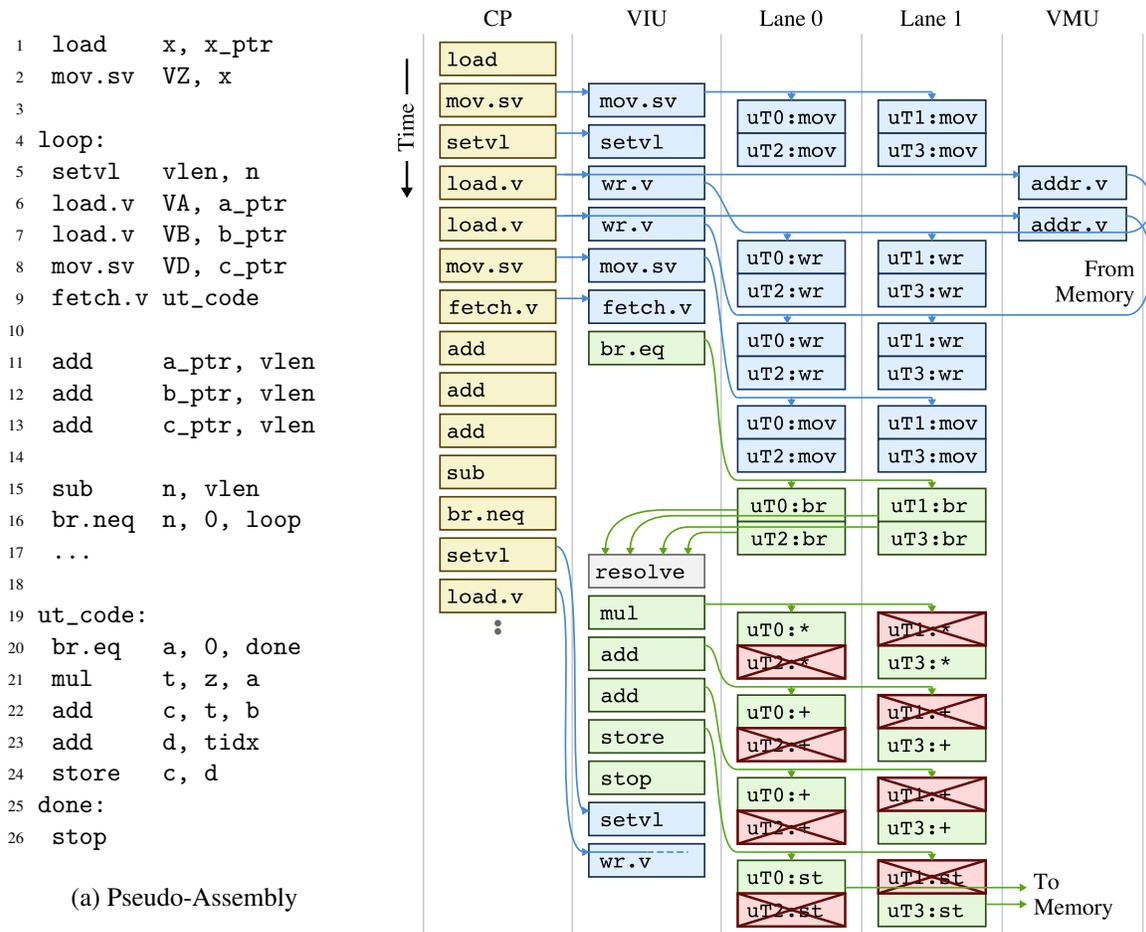 CP VIU Lane 0 Lane 1 VMU
1 load x, x_ptr
2 mov.sv VZ, x
3
4 loop:
5 setvl vlen, n
6 load.v VA, a_ptr
7 load.v VB, b_ptr
8 mov.sv VD, c_ptr
9 fetch.v ut_code
10
11 add a_ptr, vlen
12 add b_ptr, vlen
13 add c_ptr, vlen
14
15 sub n, vlen
16 br.neq n, 0, loop
17 ...
18
19 ut_code:
20 br.eq a, 0, done
21 mul t, z, a
22 add c, t, b
23 add d, tidx
24 store c, d
25 done:
26 stop
(a) Pseudo-Assembly
Time
load
mov.sv
setvl
load.v
load.v
mov.sv
fetch.v
add
add
add
sub
br.neq
setvl
load.v
mov.sv
setvl
wr.v
wr.v
mov.sv
fetch.v
br.eq
resolve
mul
add
add
store
stop
setvl
wr.v
uT0:mov
uT2:mov
uT0:wr
uT2:wr
uT0:wr
uT2:wr
uT0:mov
uT2:mov
uT0:br
uT2:br
uT0:*
uT2:*
uT0:+
uT2:+
uT0:+
uT2:+
uT0:st
uT2:st
uT1:mov
uT3:mov
uT1:wr
uT3:wr
uT1:wr
uT3:wr
uT1:mov
uT3:mov
uT1:br
uT3:br
uT1:*
uT3:*
uT1:+
uT3:+
uT1:+
uT3:+
uT1:st
uT3:st
addr.v
addr.v
From
Memory
To
Memory